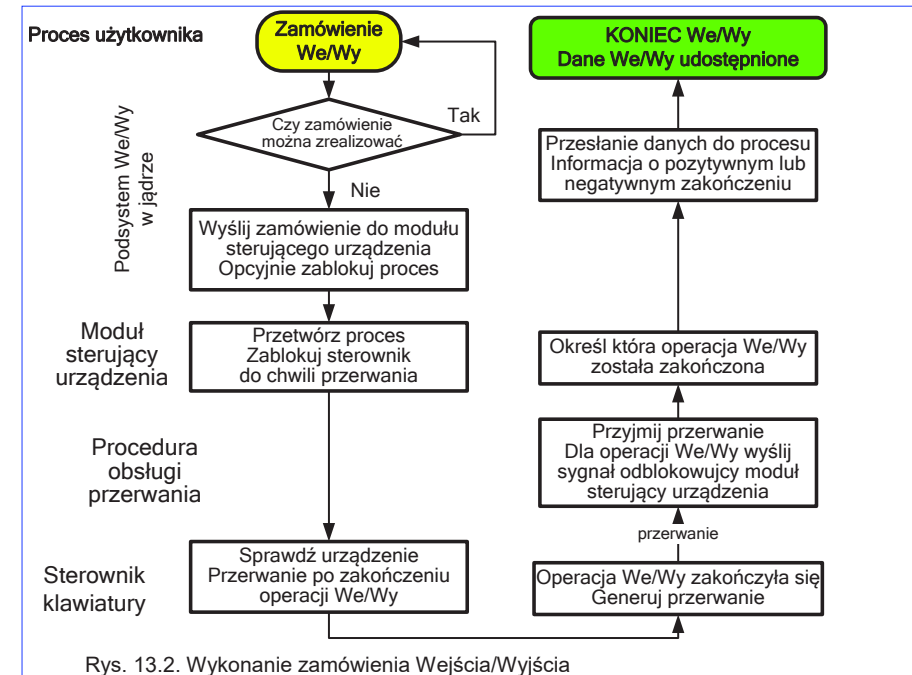 Proces użytkownika
Zamówienie
We/Wy
KONIEC We/Wy
Dane We/Wy udostępnione
Podsystem We/Wy
w jądrze
Czy zamówienie
można zrealizować
Tak
Nie
Przesłanie danych do procesu
Informacja o pozytywnym lub
negatywnym zakończeniu
Wyślij zamówienie do modułu
sterującego urządzenia
Opcyjnie zablokuj proces
Moduł
sterujący
urządzenia
Przetwórz proces
Zablokuj sterownik
do chwili przerwania
Określ która operacja We/Wy
została zakończona
Procedura
obsługi
przerwania
Przyjmij przerwanie
Dla operacji We/Wy wyślij
sygnał odblokowujcy moduł
sterujący urządzenia
przerwanie
Sterownik
klawiatury
Sprawdź urządzenie
Przerwanie po zakończeniu
operacji We/Wy
Operacja We/Wy zakończyła się
Generuj przerwanie
Rys. 13.2. Wykonanie zamówienia Wejścia/Wyjścia